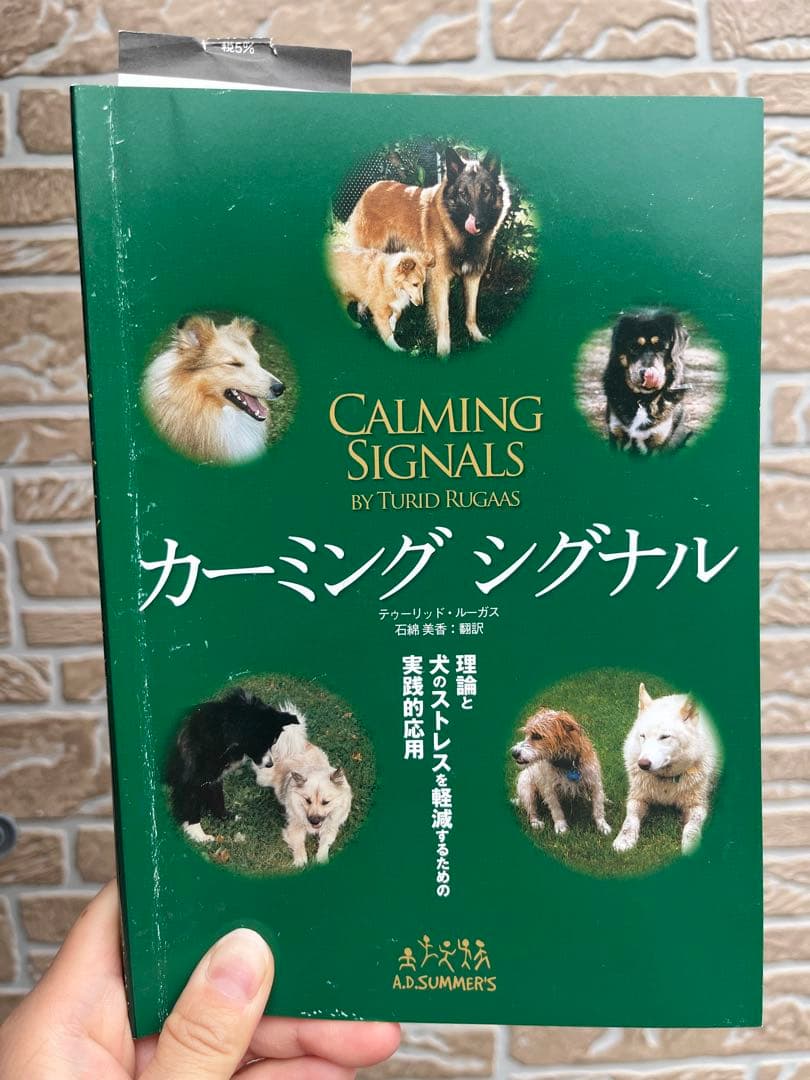 税5%
CALMING
SIGNALS
BY TURID RUGAAS
カーミング シグナル
テゥーリッド・ルーガス
石綿 美香:翻訳
理論と
犬のストレスを軽減するための
実践的応用
A.D.SUMMER'S